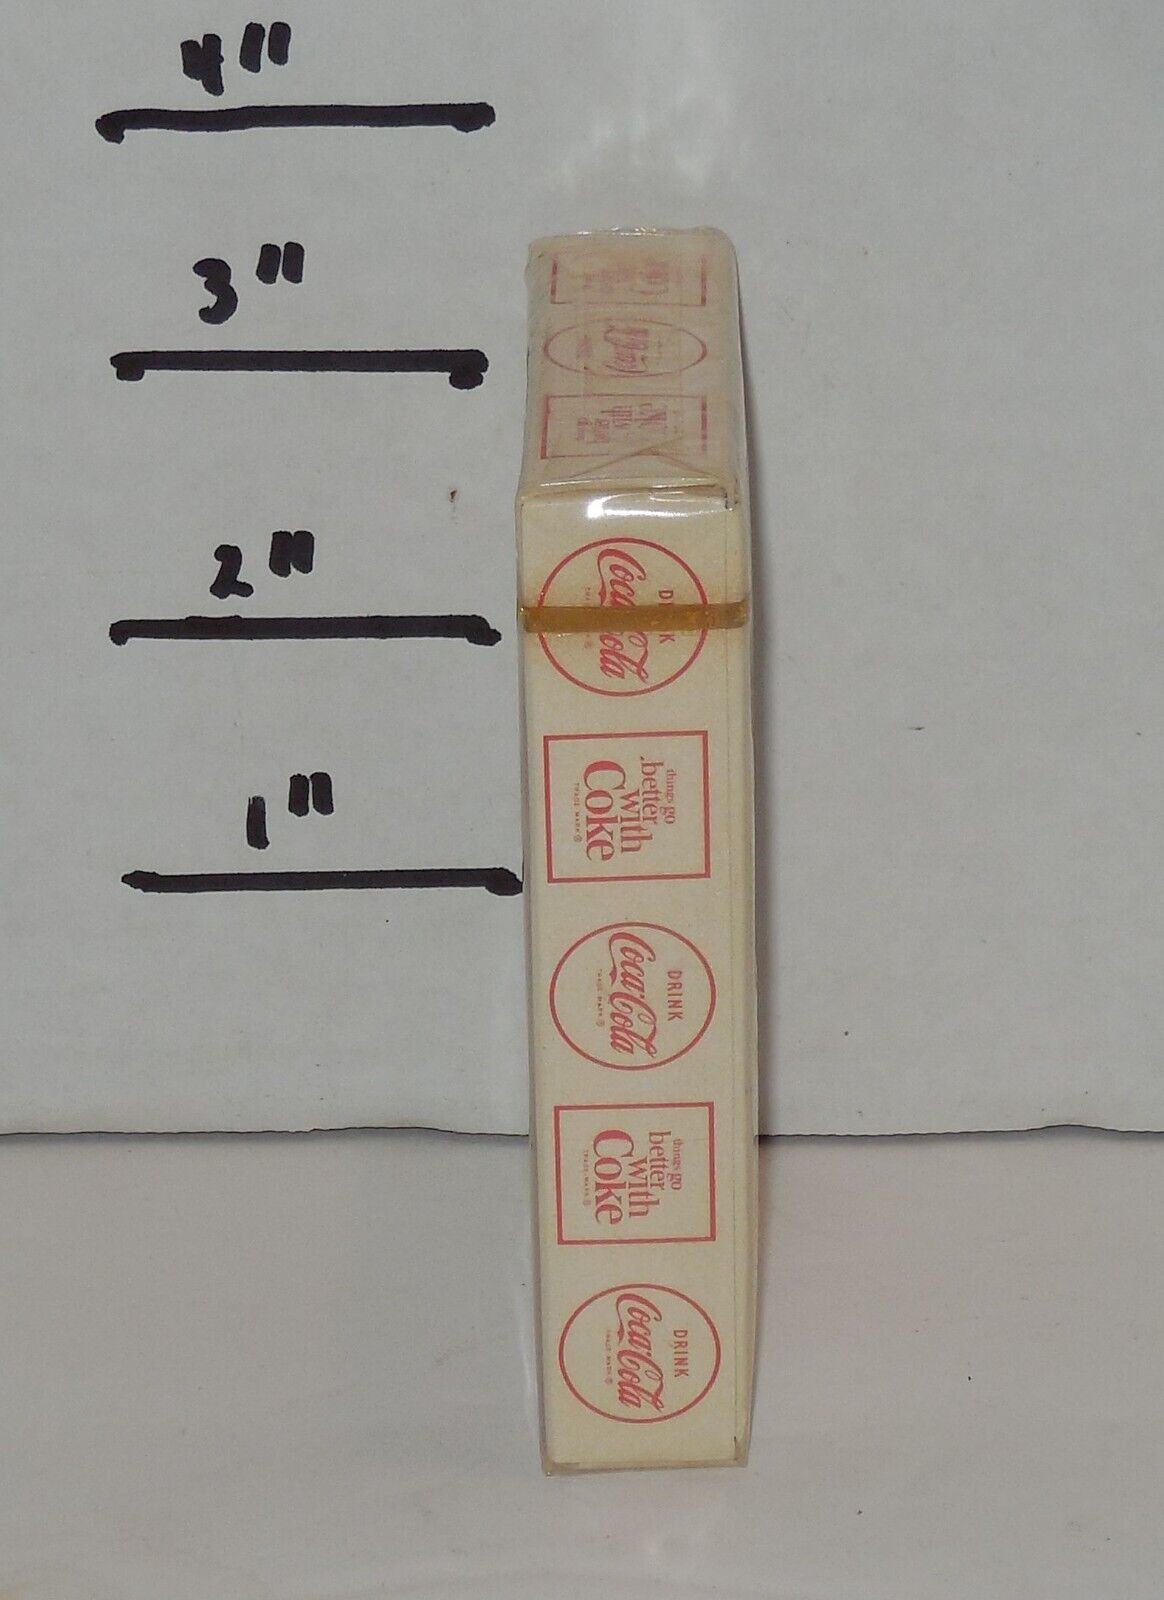 4"
3"
2"
1"
Coca-Cola
things go
better
with
Coke
TRADE MARK ®
DRINK
Coca-Cola
TRADE-MARK ®
things go
better
with
Coke
TRADE-MARK ®
DRINK
Coca-Cola
TRADE-MARK ®